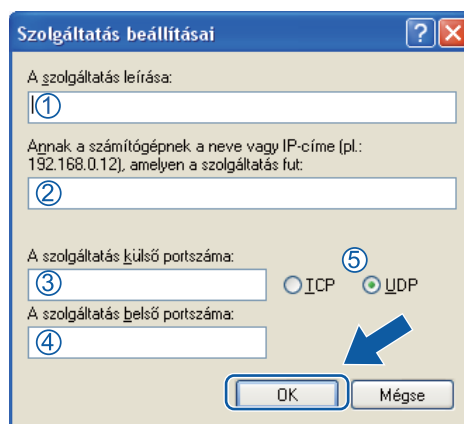 Szolgáltatás beállításai
A szolgáltatás leírása:
①
Annak a számítógépnek a neve vagy IP-címe (pl.:
192.168.0.12), amelyen a szolgáltatás fut:
②
A szolgáltatás külső portszáma:
⑤
③
TCP UDP
A szolgáltatás belső portszáma:
④
OK Mégse